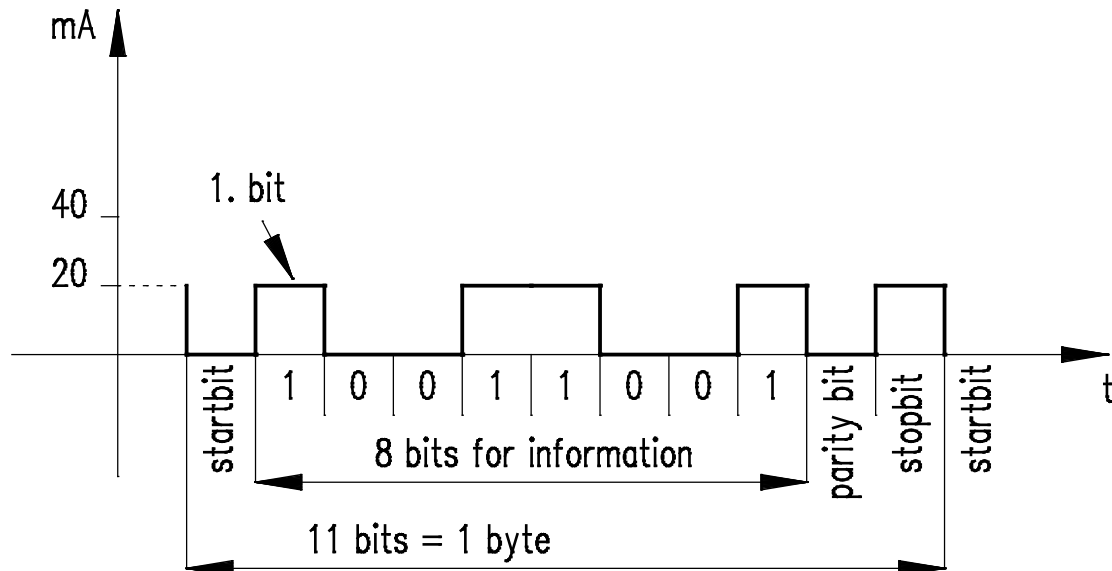 mA
1. bit
40
20
1 0 0 1 1 0 0 1
t
startbit
parity bit
stopbit
startbit
8 bits for information
11 bits = 1 byte